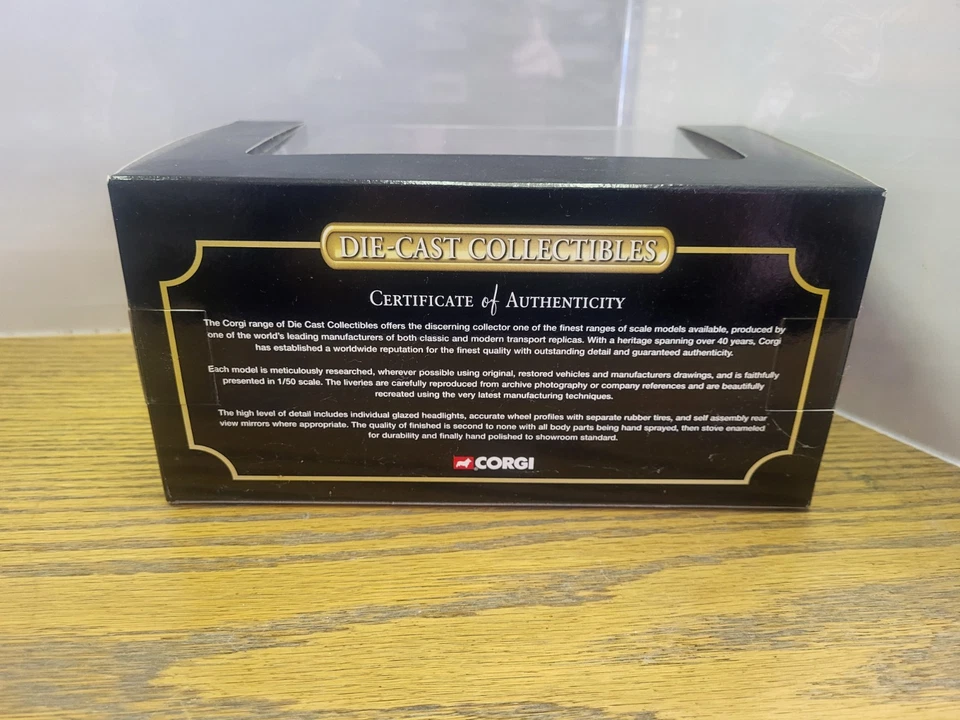 DIE-CAST COLLECTIBLES
CERTIFICATE of AUTHENTICITY
The Corgi range of Die Cast Collectibles offers the discerning collector one of the finest ranges of scale models available, produced by
one of the world's leading manufacturers of both classic and modern transport replicas. With a heritage spanning over 40 years, Corgi
has established a worldwide reputation for the finest quality with outstanding detail and guaranteed authenticity.
Each model is meticulously researched, wherever possible using original, restored vehicles and manufacturers drawings, and is faithfully
presented in 1/50 scale. The liveries are carefully reproduced from archive photography or company references and are beautifully
recreated using the very latest manufacturing techniques.
The high level of detail includes individual glazed headlights, accurate wheel profiles with separate rubber tires, and self assembly rear
view mirrors where appropriate. The quality of finished is second to none with all body parts being hand sprayed, then stove enameled
for durability and finally hand polished to showroom standard.
CORGI